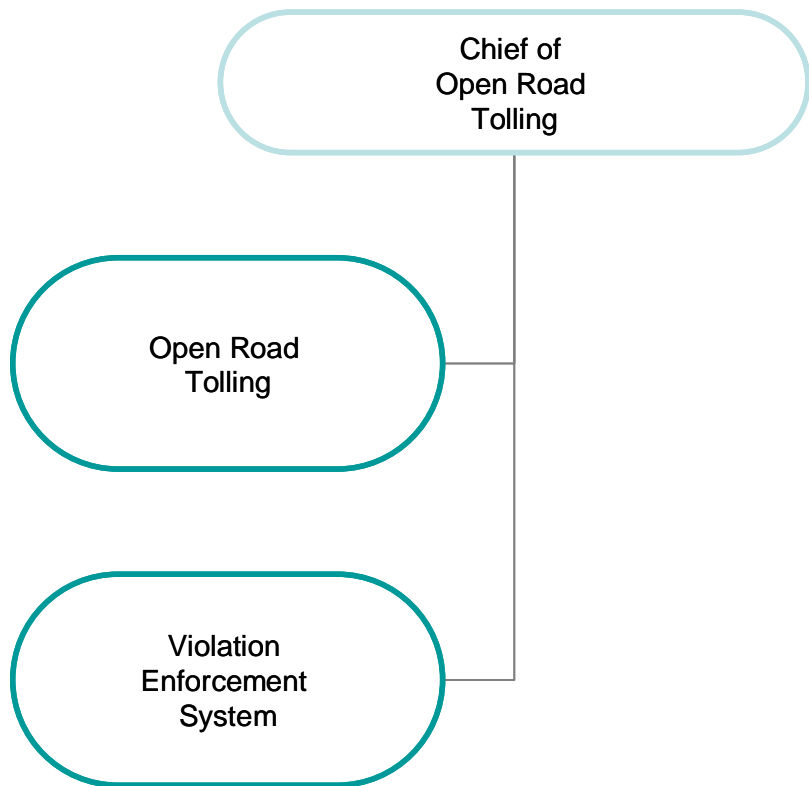 Chief of
Open Road
Tolling
Open Road
Tolling
Violation
Enforcement
System